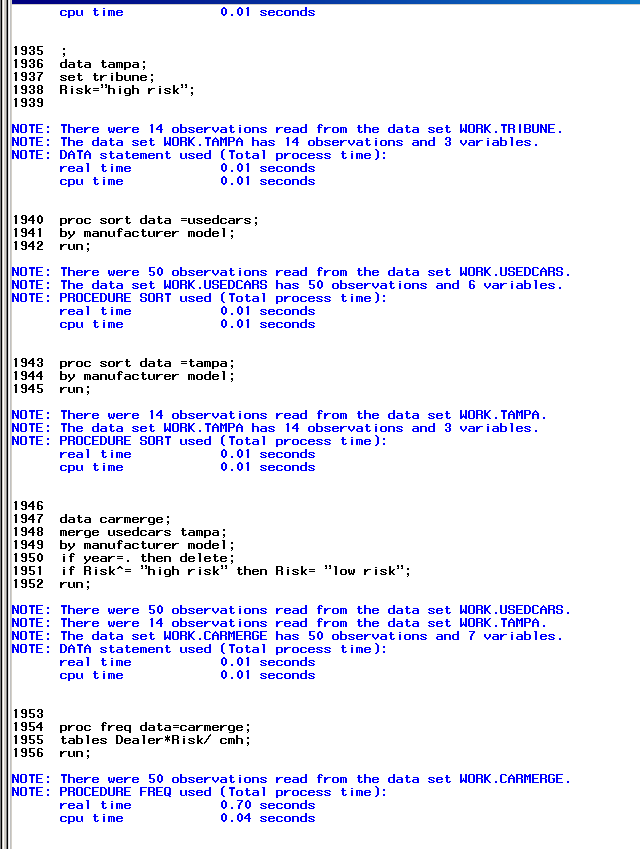 cpu time 0.01 seconds
1935 ;
1936 data tampa;
1937 set tribune;
1938 Risk="high risk";
1939
NOTE: There were 14 observations read from the data set WORK.TRIBUNE.
NOTE: The data set WORK.TAMPA has 14 observations and 3 variables.
NOTE: DATA statement used (Total process time):
real time 0.01 seconds
cpu time 0.01 seconds
1940 proc sort data =usedcars;
1941 by manufacturer model;
1942 run;
NOTE: There were 50 observations read from the data set WORK.USEDCARS.
NOTE: The data set WORK.USEDCARS has 50 observations and 6 variables.
NOTE: PROCEDURE SORT used (Total process time):
real time 0.01 seconds
cpu time 0.01 seconds
1943 proc sort data =tampa;
1944 by manufacturer model;
1945 run;
NOTE: There were 14 observations read from the data set WORK.TAMPA.
NOTE: The data set WORK.TAMPA has 14 observations and 3 variables.
NOTE: PROCEDURE SORT used (Total process time):
real time 0.01 seconds
cpu time 0.01 seconds
1946
1947 data carmerge;
1948 merge usedcars tampa;
1949 by manufacturer model;
1950 if year=. then delete;
1951 if Risk^= "high risk" then Risk= "low risk";
1952 run;
NOTE: There were 50 observations read from the data set WORK.USEDCARS.
NOTE: There were 14 observations read from the data set WORK.TAMPA.
NOTE: The data set WORK.CARMERGE has 50 observations and 7 variables.
NOTE: DATA statement used (Total process time):
real time 0.01 seconds
cpu time 0.01 seconds
1953
1954 proc freq data=carmerge;
1955 tables Dealer*Risk/ cmh;
1956 run;
NOTE: There were 50 observations read from the data set WORK.CARMERGE.
NOTE: PROCEDURE FREQ used (Total process time):
real time 0.70 seconds
cpu time 0.04 seconds